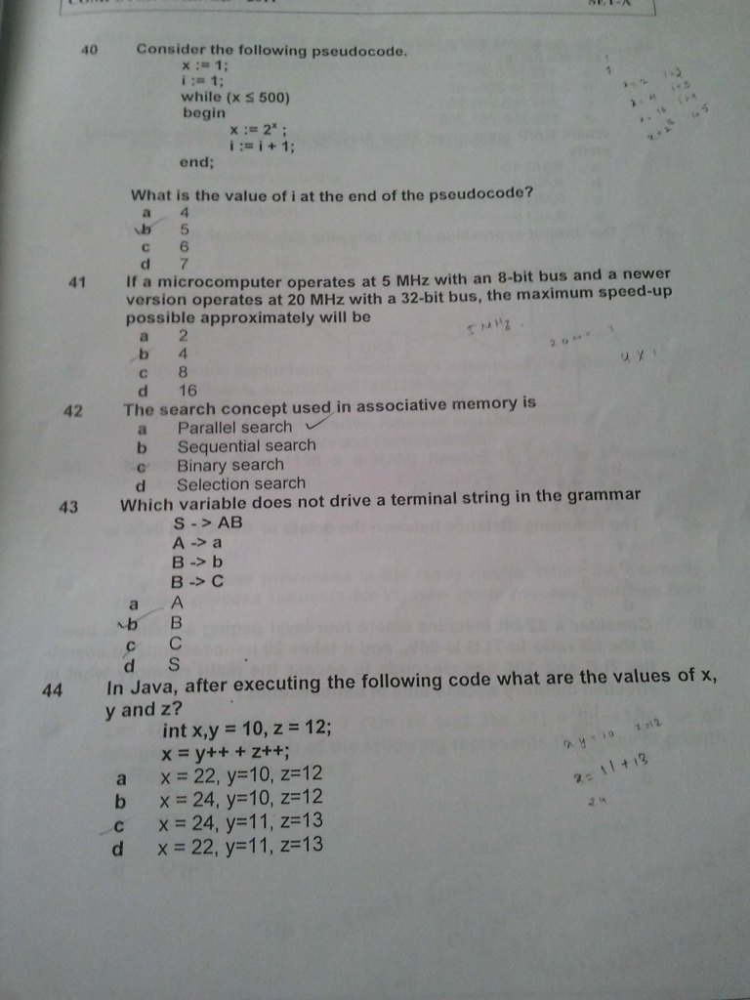 SET-A
40 Consider the following pseudocode.
x := 1;
i := 1;
while (x ≤ 500)
begin
x := 2ˣ ;
i := i + 1;
end;
What is the value of i at the end of the pseudocode?
a 4
b 5
c 6
d 7
41 If a microcomputer operates at 5 MHz with an 8-bit bus and a newer
version operates at 20 MHz with a 32-bit bus, the maximum speed-up
possible approximately will be
5 MHz.
a 2
b 4
c 8
d 16
42 The search concept used in associative memory is
a Parallel search
b Sequential search
c Binary search
d Selection search
43 Which variable does not drive a terminal string in the grammar
S - > AB
A -> a
B -> b
B -> C
a A
b B
c C
d S
44 In Java, after executing the following code what are the values of x,
y and z?
int x,y = 10, z = 12;
x = y++ + z++;
y = 10 z=12
a x = 22, y=10, z=12
x= 11 + 13
b x = 24, y=10, z=12
24
c x = 24, y=11, z=13
d x = 22, y=11, z=13